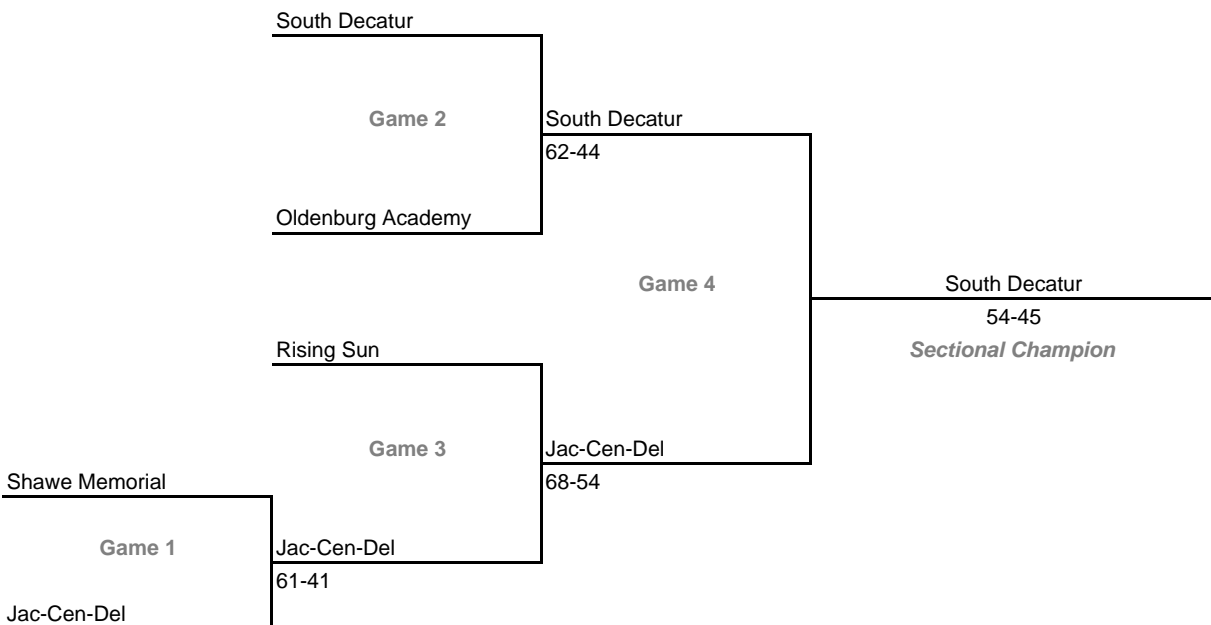 South Decatur
Game 2
South Decatur
62-44
Oldenburg Academy
Game 4
South Decatur
54-45
Sectional Champion
Rising Sun
Game 3
Jac-Cen-Del
68-54
Shawe Memorial
Game 1
Jac-Cen-Del
61-41
Jac-Cen-Del